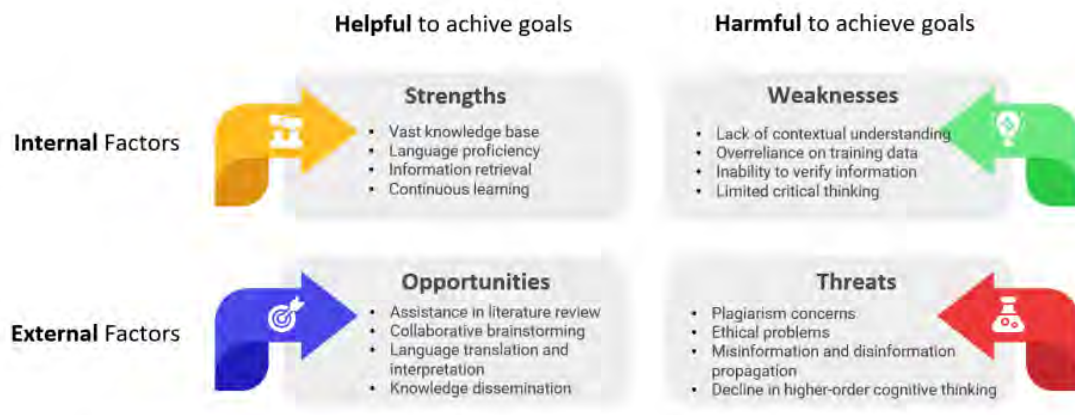 Helpful to achive goals
Harmful to achieve goals
Internal Factors
Strengths
• Vast knowledge base
• Language proficiency
• Information retrieval
• Continuous learning
Weaknesses
• Lack of contextual understanding
• Overreliance on training data
• Inability to verify information
• Limited critical thinking
External Factors
Opportunities
• Assistance in literature review
• Collaborative brainstorming
• Language translation and
interpretation
• Knowledge dissemination
Threats
• Plagiarism concerns
• Ethical problems
• Misinformation and disinformation
propagation
• Decline in higher-order cognitive thinking